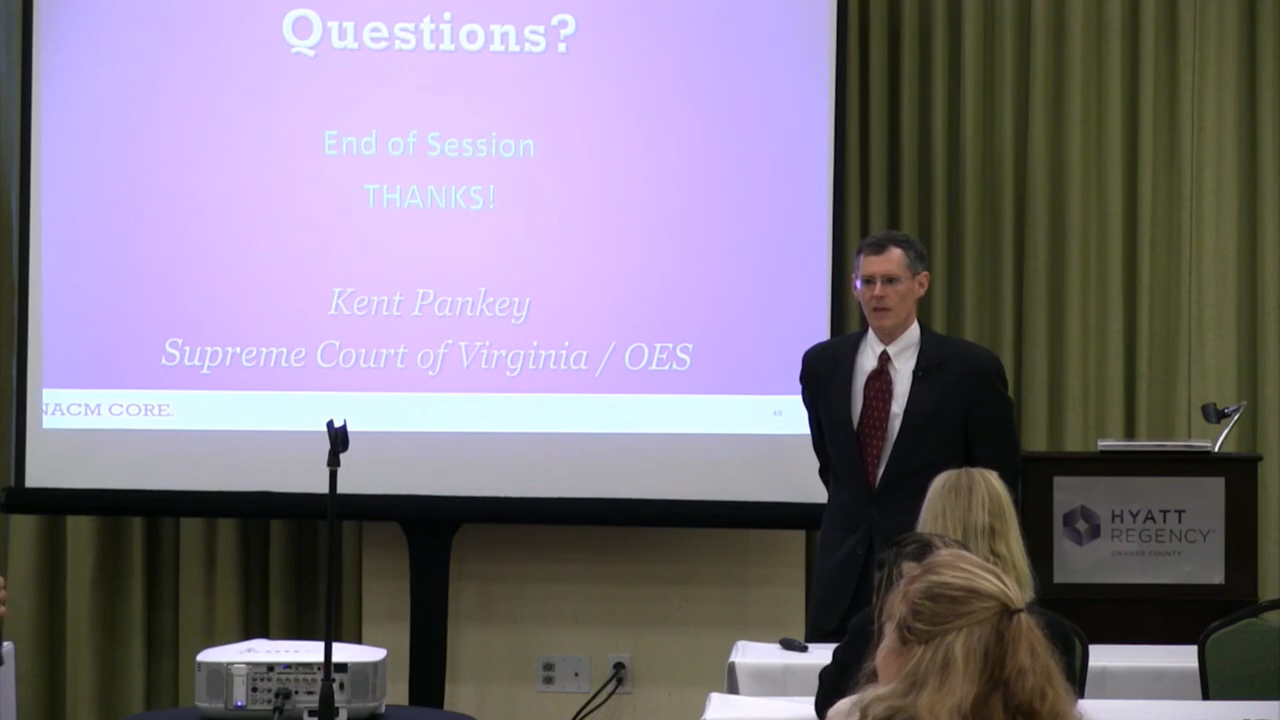 Questions?
End of Session
THANKS!
Kent Pankey
Supreme Court of Virginia / OES
NACM CORE.
HYATT
REGENCY
ORANGE COUNTY